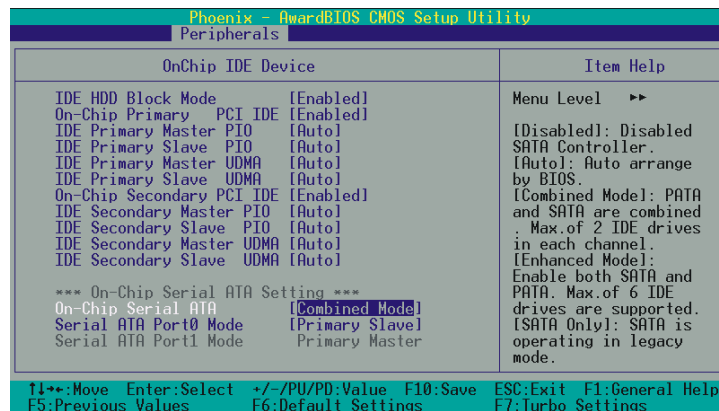 Phoenix - AwardBIOS CMOS Setup Utility
Peripherals
OnChip IDE Device
IDE HDD Block Mode [Enabled]
On-Chip Primary PCI IDE [Enabled]
IDE Primary Master PIO [Auto]
IDE Primary Slave PIO [Auto]
IDE Primary Master UDMA [Auto]
IDE Primary Slave UDMA [Auto]
On-Chip Secondary PCI IDE [Enabled]
IDE Secondary Master PIO [Auto]
IDE Secondary Slave PIO [Auto]
IDE Secondary Master UDMA [Auto]
IDE Secondary Slave UDMA [Auto]
*** On-Chip Serial ATA Setting ***
On-Chip Serial ATA [Combined Mode]
Serial ATA Port0 Mode [Primary Slave]
Serial ATA Port1 Mode Primary Master
Item Help
Menu Level ▸▸
[Disabled]: Disabled
SATA Controller.
[Auto]: Auto arrange
by BIOS.
[Combined Mode]: PATA
and SATA are combined
. Max.of 2 IDE drives
in each channel.
[Enhanced Mode]:
Enable both SATA and
PATA. Max.of 6 IDE
drives are supported.
[SATA Only]: SATA is
operating in legacy
mode.
↑↓→←:Move Enter:Select +/-/PU/PD:Value F10:Save ESC:Exit F1:General Help
F5:Previous Values F6:Default Settings F7:Turbo Settings